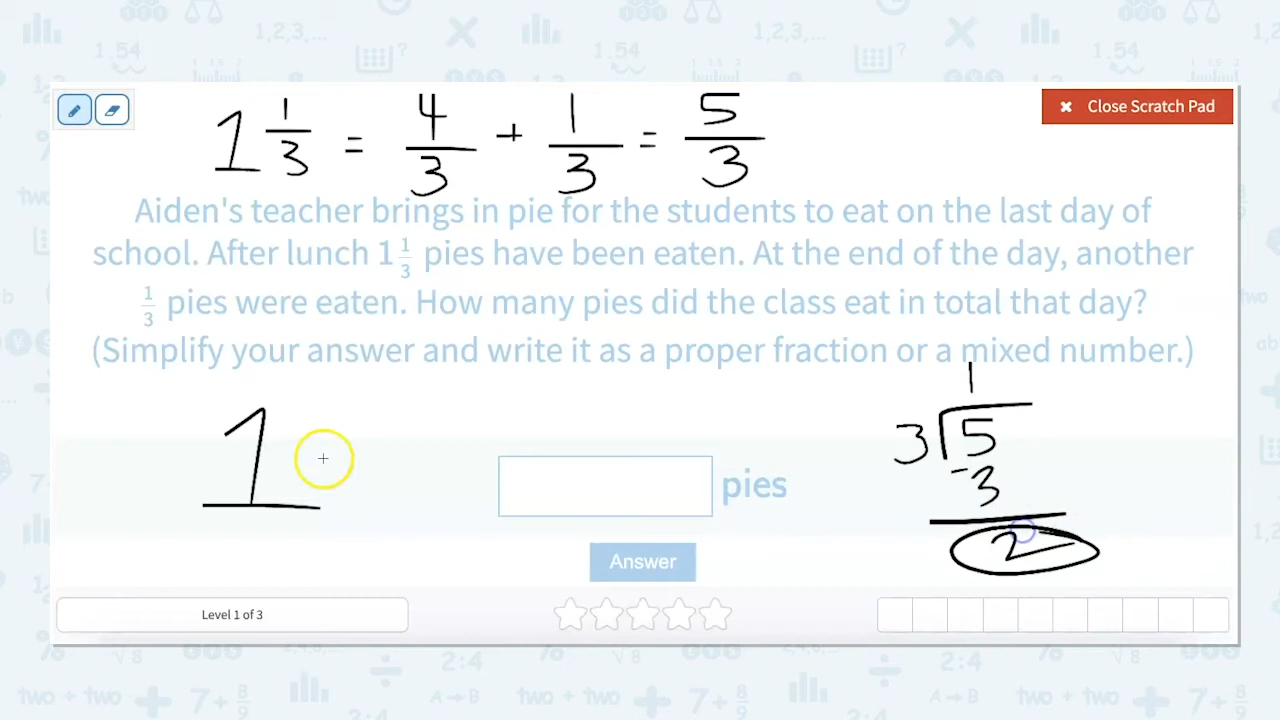 Close Scratch Pad
1 1/3 = 4/3 + 1/3 = 5/3
Aiden's teacher brings in pie for the students to eat on the last day of
school. After lunch 1 1/3 pies have been eaten. At the end of the day, another
1/3 pies were eaten. How many pies did the class eat in total that day?
(Simplify your answer and write it as a proper fraction or a mixed number.)
1
1
3 5
-3
2
pies
Answer
Level 1 of 3